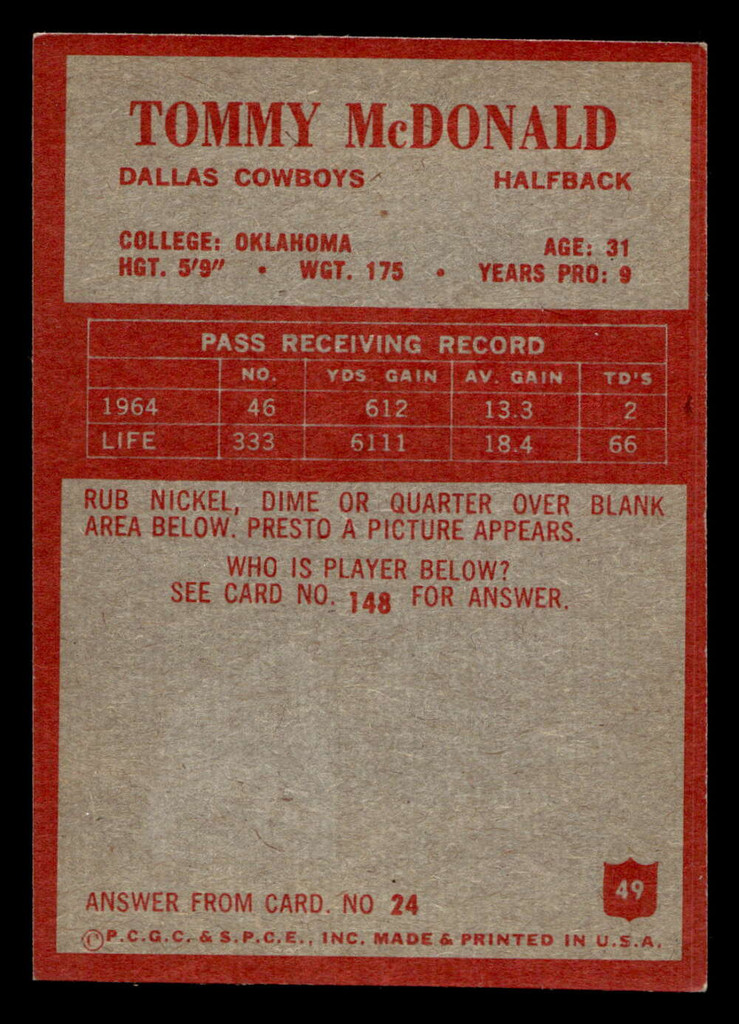 TOMMY McDONALD
DALLAS COWBOYS HALFBACK
COLLEGE: OKLAHOMA AGE: 31
HGT. 5'9" • WGT. 175 • YEARS PRO: 9
PASS RECEIVING RECORD
NO. YDS GAIN AV. GAIN TD'S
1964 46 612 13.3 2
LIFE 333 6111 18.4 66
RUB NICKEL, DIME OR QUARTER OVER BLANK
AREA BELOW. PRESTO A PICTURE APPEARS.
WHO IS PLAYER BELOW?
SEE CARD NO. 148 FOR ANSWER.
49
ANSWER FROM CARD. NO 24
©P.C.G.C. & S.P.C.E., INC. MADE & PRINTED IN U.S.A.